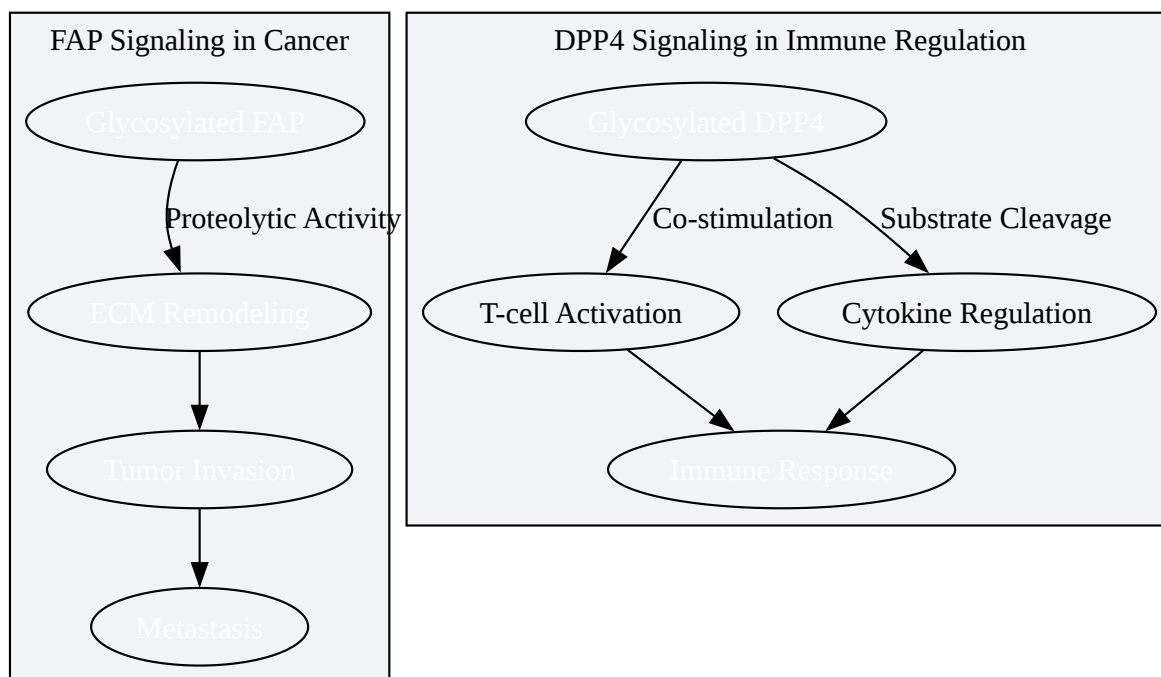 FAP Signaling in Cancer
Glycosylated FAP
Proteolytic Activity
ECM Remodeling
Tumor Invasion
Metastasis
DPP4 Signaling in Immune Regulation
Glycosylated DPP4
Co-stimulation
Substrate Cleavage
T-cell Activation
Cytokine Regulation
Immune Response